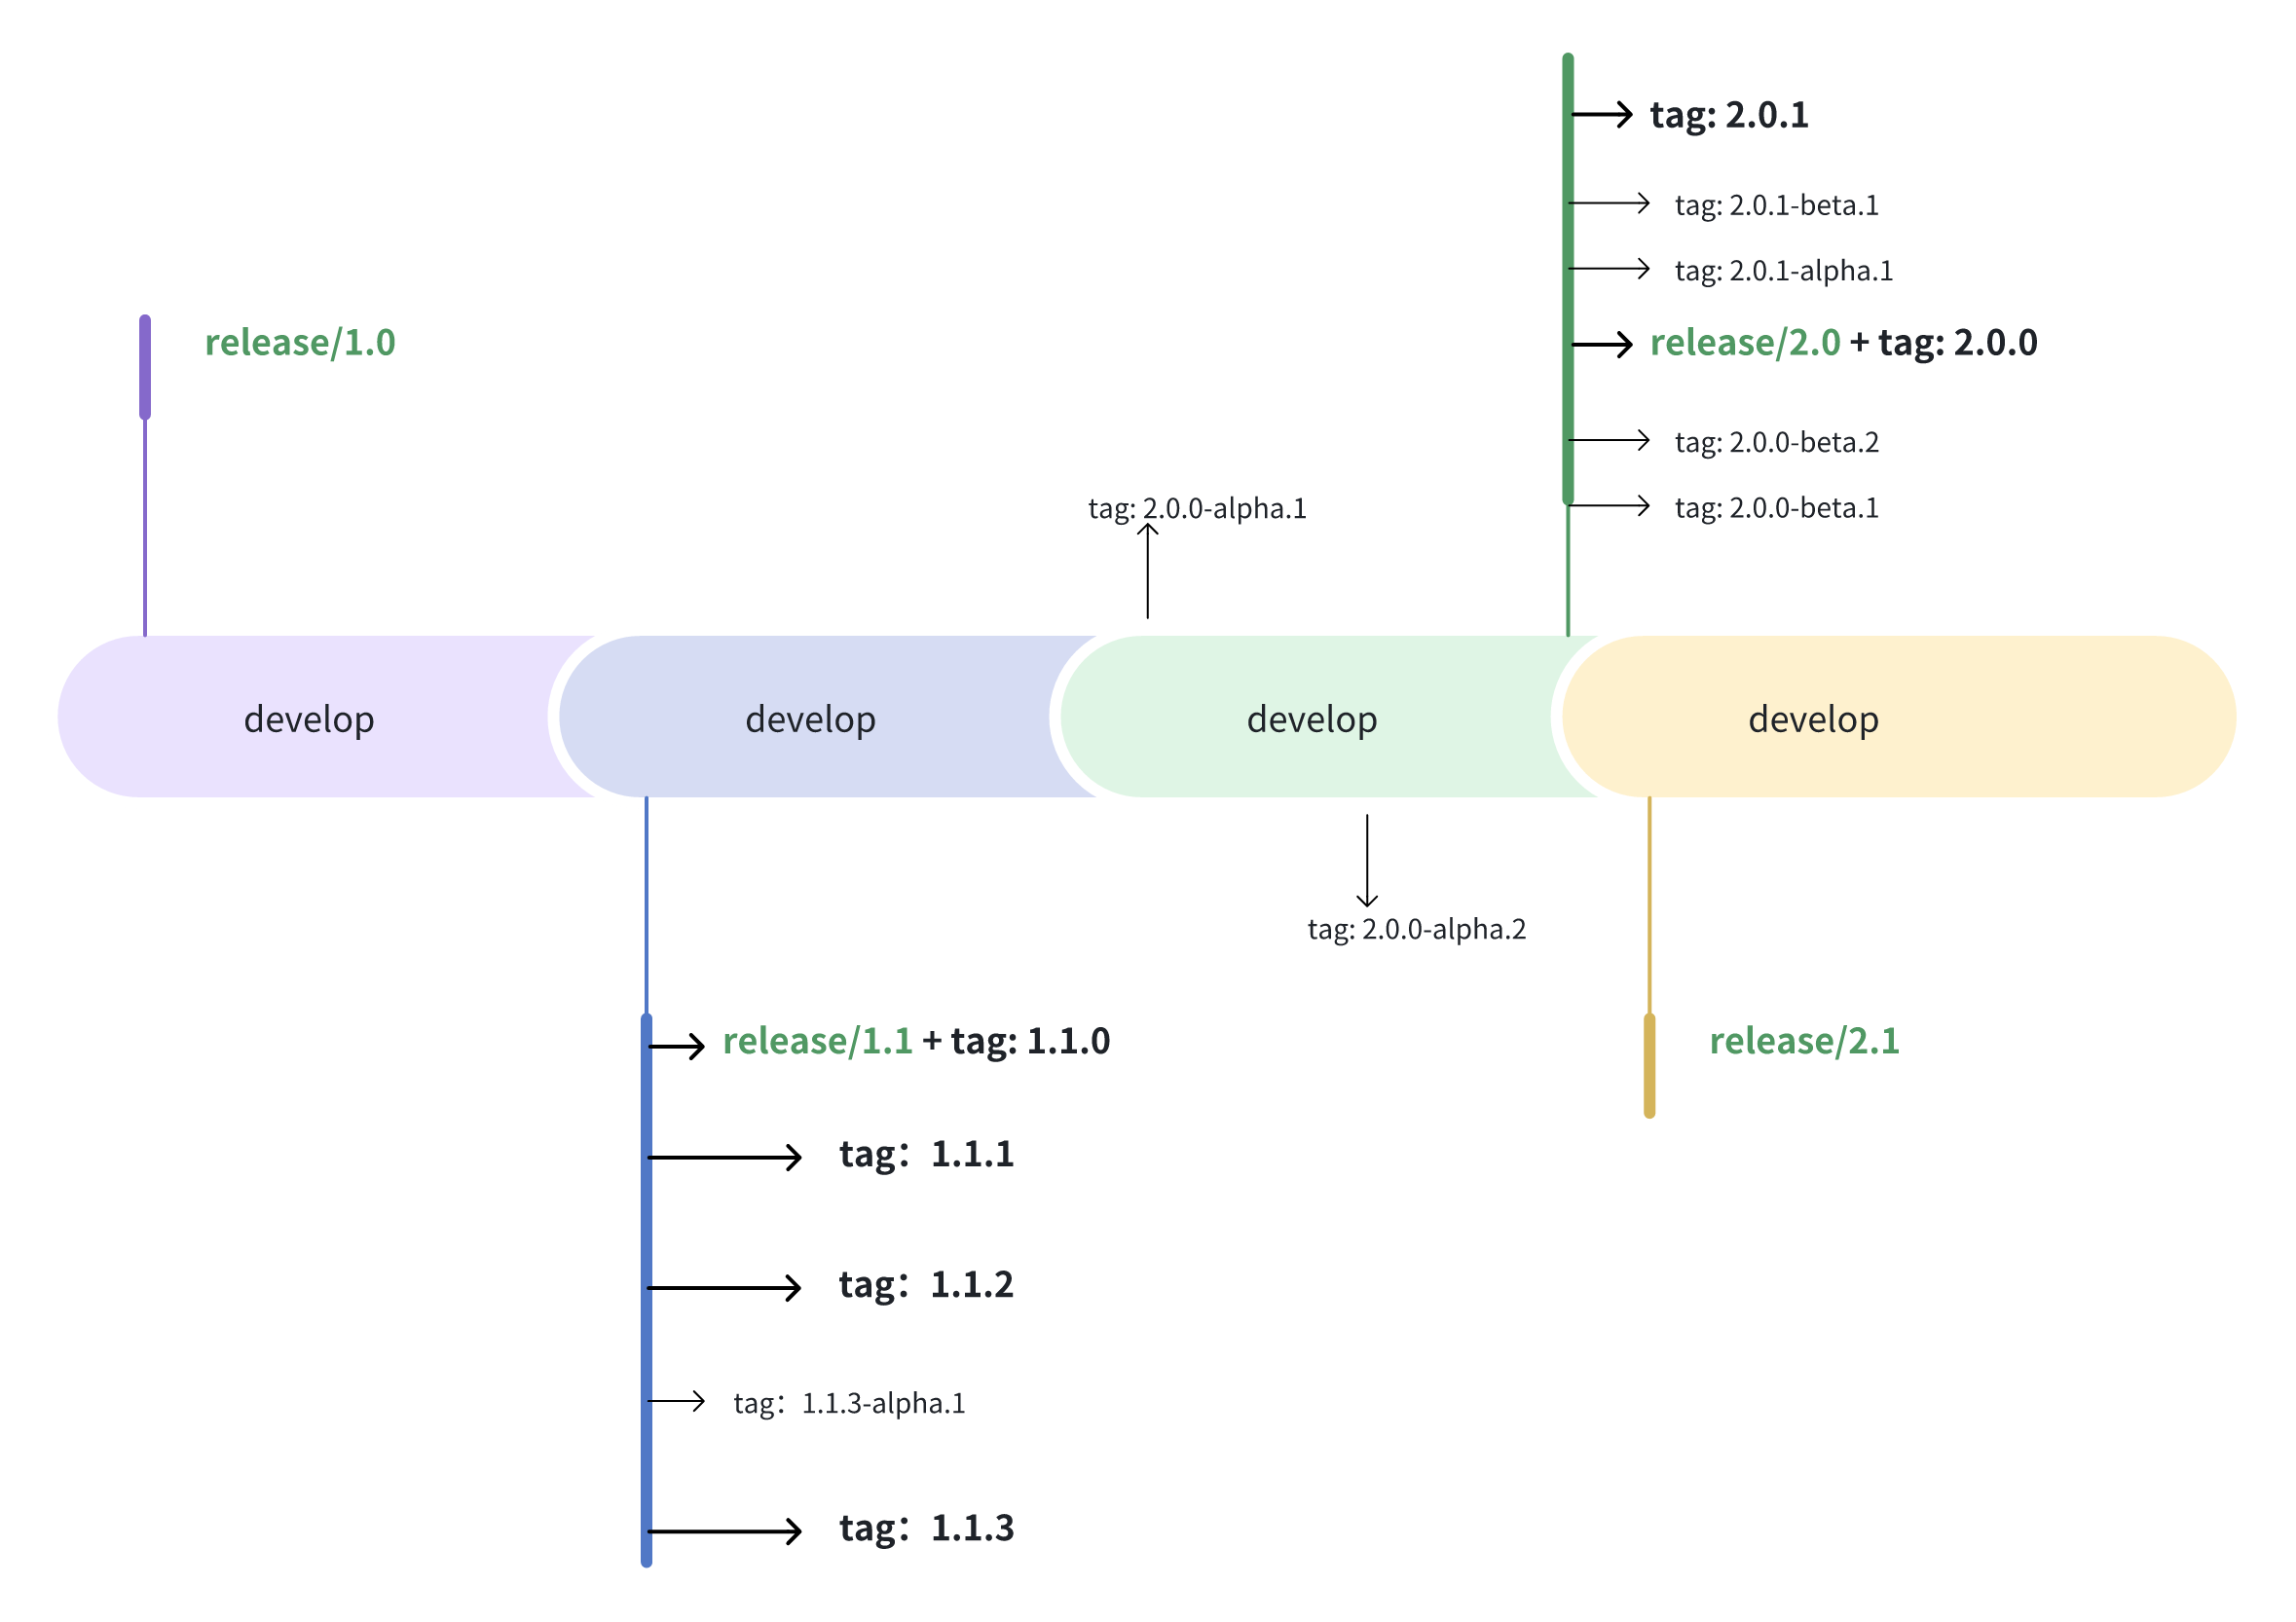 tag: 2.0.1
tag: 2.0.1-beta.1
tag: 2.0.1-alpha.1
release/1.0
release/2.0 + tag: 2.0.0
tag: 2.0.0-beta.2
tag: 2.0.0-alpha.1
tag: 2.0.0-beta.1
develop
develop
develop
develop
tag: 2.0.0-alpha.2
release/1.1 + tag: 1.1.0
release/2.1
tag：1.1.1
tag：1.1.2
tag：1.1.3-alpha.1
tag：1.1.3